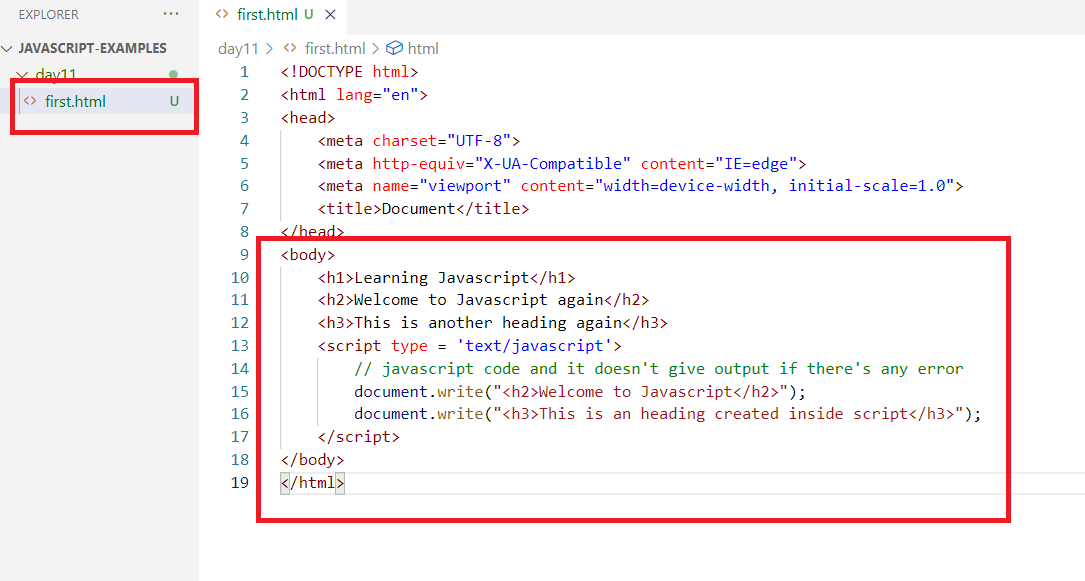 EXPLORER ...
JAVASCRIPT-EXAMPLES
day11
<> first.html U
<> first.html U ×
day11 > <> first.html > html
1 <!DOCTYPE html>
2 <html lang="en">
3 <head>
4     <meta charset="UTF-8">
5     <meta http-equiv="X-UA-Compatible" content="IE=edge">
6     <meta name="viewport" content="width=device-width, initial-scale=1.0">
7     <title>Document</title>
8 </head>
9 <body>
10     <h1>Learning Javascript</h1>
11     <h2>Welcome to Javascript again</h2>
12     <h3>This is another heading again</h3>
13     <script type = 'text/javascript'>
14         // javascript code and it doesn't give output if there's any error
15         document.write("<h2>Welcome to Javascript</h2>");
16         document.write("<h3>This is an heading created inside script</h3>");
17     </script>
18 </body>
19 </html>